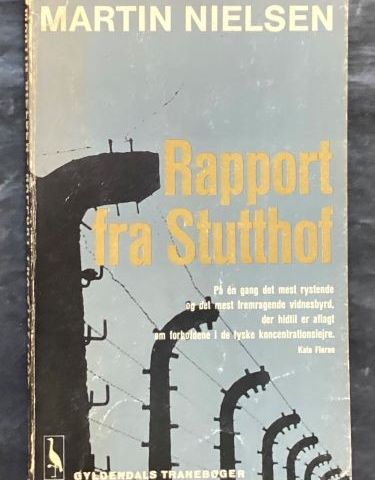 MARTIN NIELSEN
Rapport
fra Stutthof
På én gang det mest rystende
og det mest fremragende vidnesbyrd,
der hidtil er aflagt
om forholdene i de tyske koncentrationslejre.
Kate Fleron
GYLDENDALS TRANEBØGER